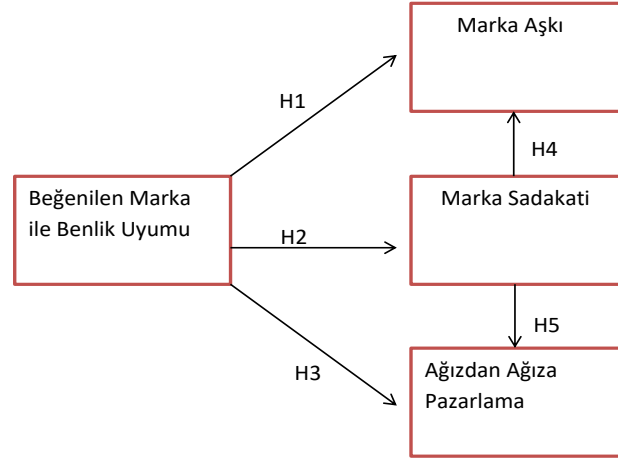 Marka Aşkı
H1
H4
Beğenilen Marka
ile Benlik Uyumu
H2
Marka Sadakati
H3
H5
Ağızdan Ağıza
Pazarlama